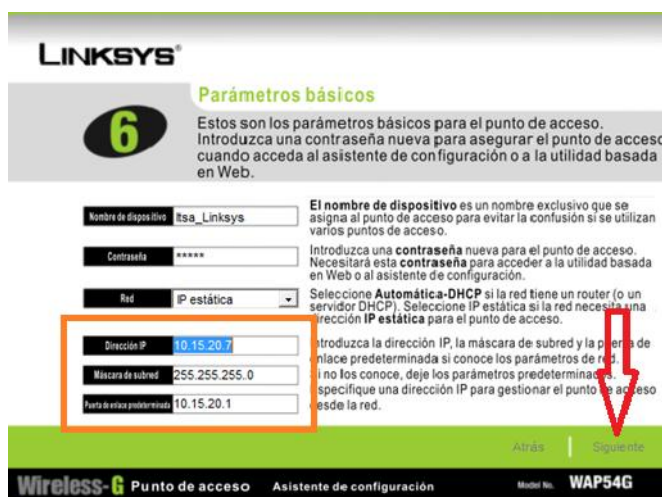 LINKSYS®
Parámetros básicos
6
Estos son los parámetros básicos para el punto de acceso.
Introduzca una contraseña nueva para asegurar el punto de acceso
cuando acceda al asistente de configuración o a la utilidad basada
en Web.
Nombre de dispositivo Itsa_Linksys
El nombre de dispositivo es un nombre exclusivo que se
asigna al punto de acceso para evitar la confusión si se utilizan
varios puntos de acceso.
Contraseña *****
Introduzca una contraseña nueva para el punto de acceso.
Necesitará esta contraseña para acceder a la utilidad basada
en Web o al asistente de configuración.
Red IP estática
Seleccione Automática-DHCP si la red tiene un router (o un
servidor DHCP). Seleccione IP estática si la red necesita una
dirección IP estática para el punto de acceso.
Dirección IP 10.15.20.7
Máscara de subred 255.255.255.0
Puerta de enlace predeterminada 10.15.20.1
ntroduzca la dirección IP, la máscara de subred y la puerta de
enlace predeterminada si conoce los parámetros de red.
i no los conoce, deje los parámetros predeterminados.
specifique una dirección IP para gestionar el punto de acceso
desde la red.
Atrás Siguiente
Wireless-G Punto de acceso Asistente de configuración Model No. WAP54G